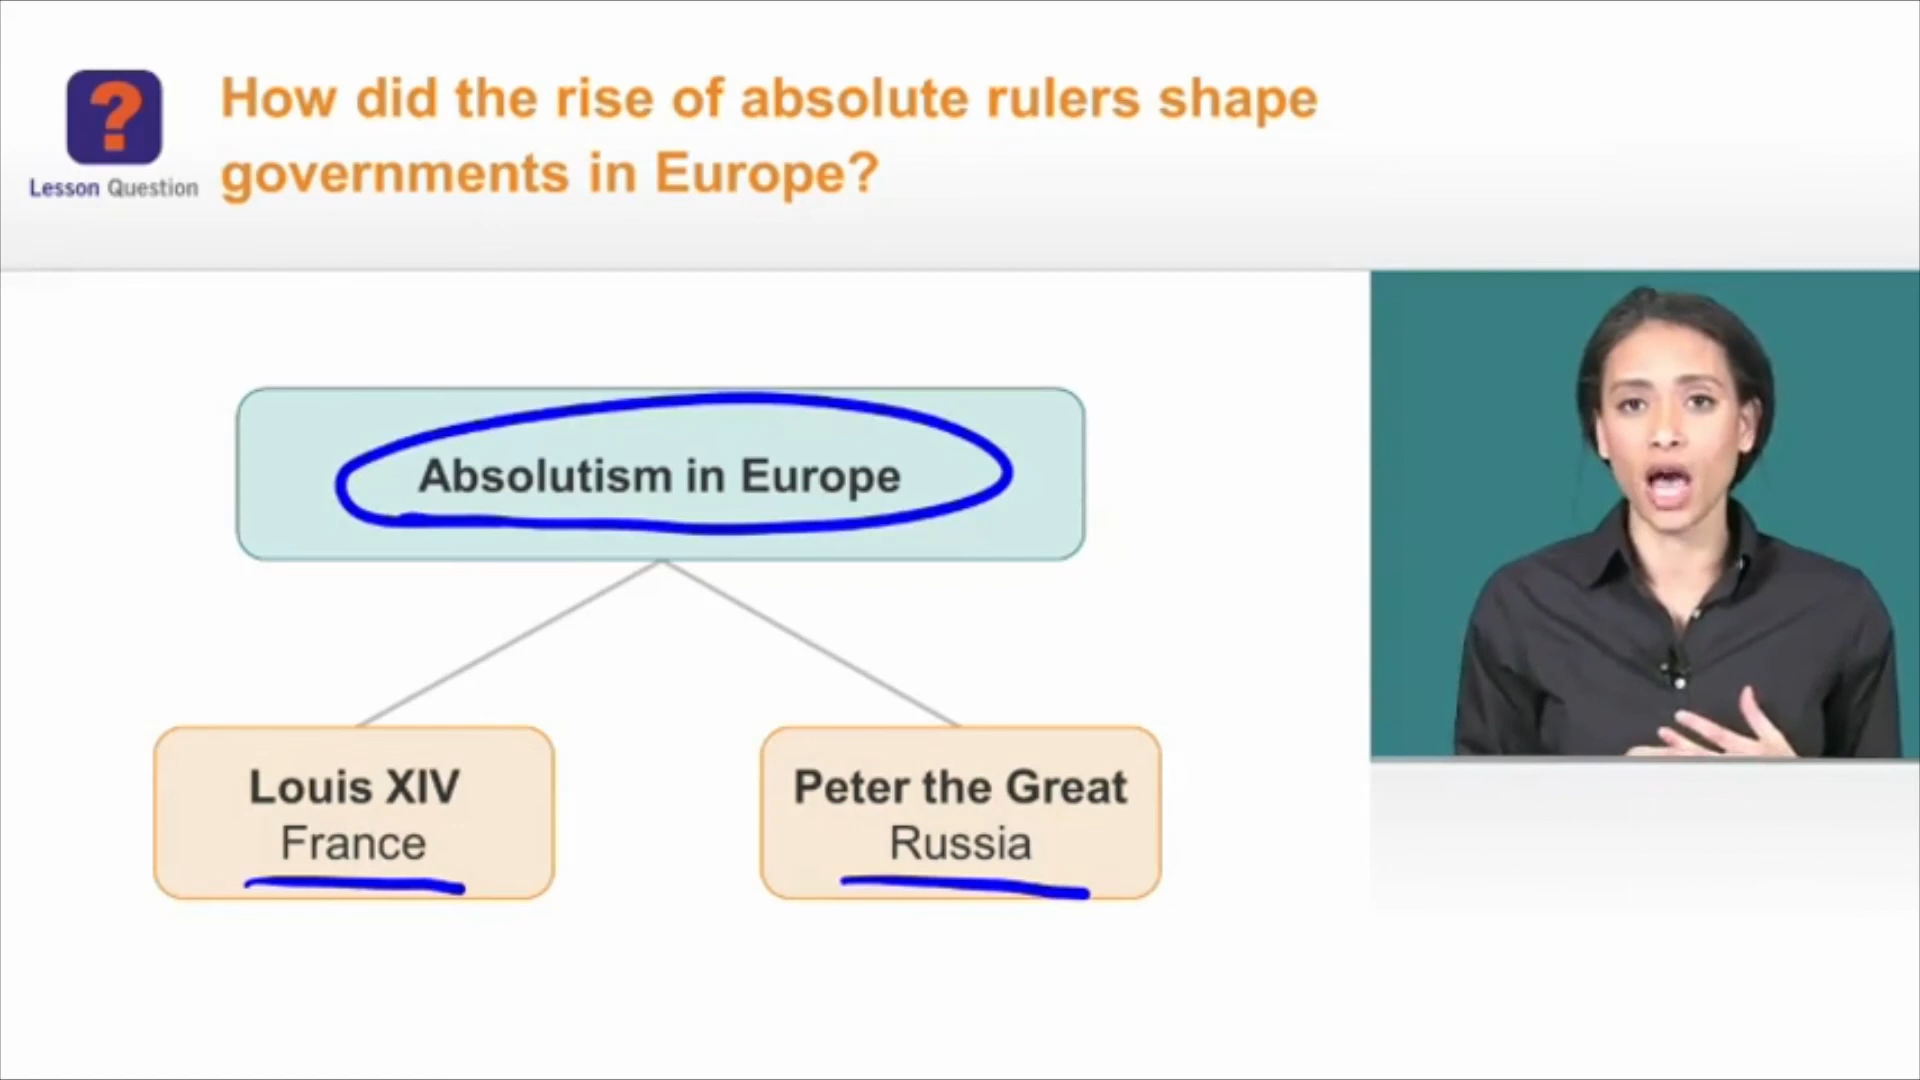 ?
Lesson Question
How did the rise of absolute rulers shape
governments in Europe?
Absolutism in Europe
Louis XIV
France
Peter the Great
Russia